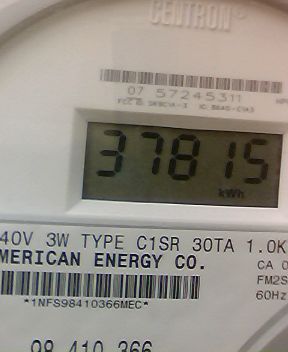 CENTRON
07 57245311
37815
kWh
40V 3W TYPE C1SR 30TA 1.0K
MERICAN ENERGY CO.
CA 0
FM2S
60Hz
*1NFS98410366MEC*
98 410 366